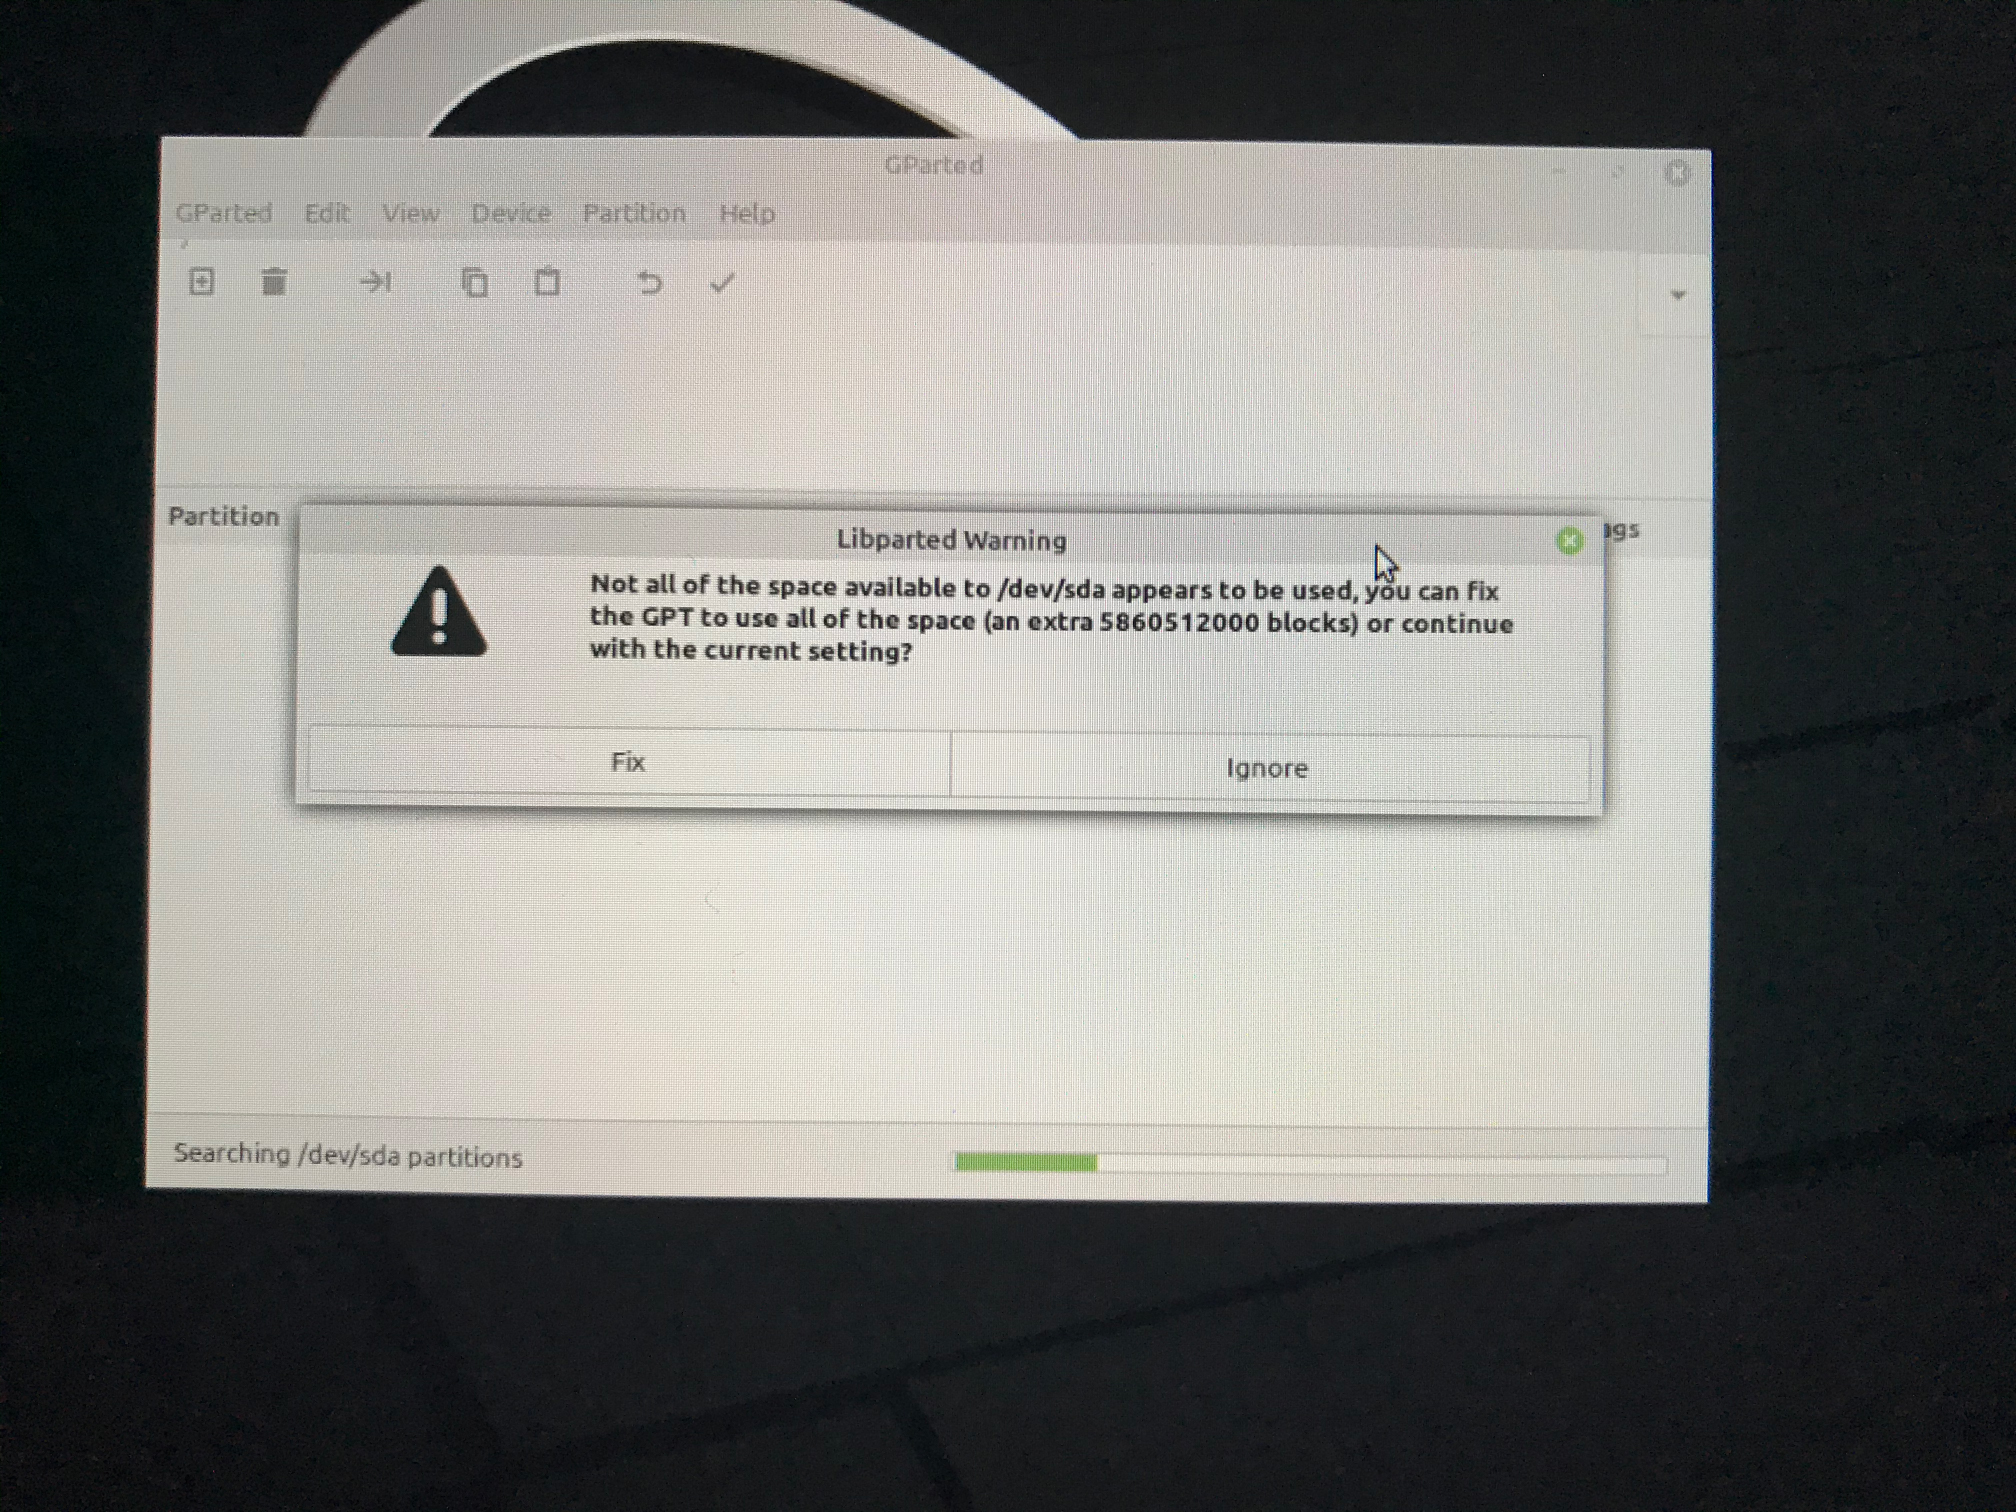 GParted
GParted Edit View Device Partition Help
Partition
Libparted Warning
Not all of the space available to /dev/sda appears to be used, you can fix
the GPT to use all of the space (an extra 5860512000 blocks) or continue
with the current setting?
Fix Ignore
Searching /dev/sda partitions